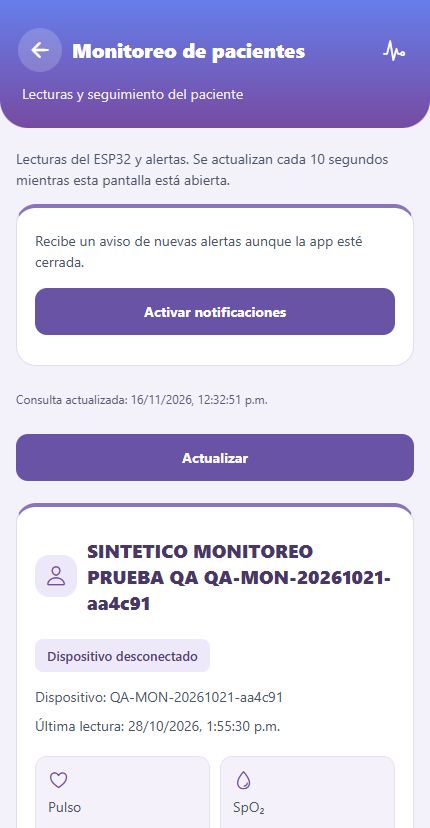 Monitoreo de pacientes
Lecturas y seguimiento del paciente
Lecturas del ESP32 y alertas. Se actualizan cada 10 segundos
mientras esta pantalla está abierta.
Recibe un aviso de nuevas alertas aunque la app esté
cerrada.
Activar notificaciones
Consulta actualizada: 16/11/2026, 12:32:51 p.m.
Actualizar
SINTETICO MONITOREO
PRUEBA QA QA-MON-20261021-
aa4c91
Dispositivo desconectado
Dispositivo: QA-MON-20261021-aa4c91
Última lectura: 28/10/2026, 1:55:30 p.m.
Pulso
SpO₂